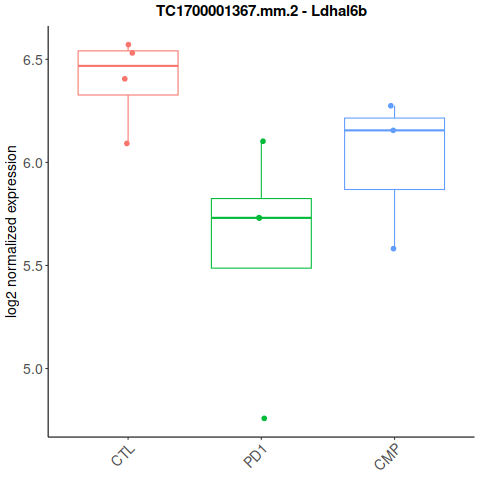 TC1700001367.mm.2 - Ldhal6b
log2 normalized expression
6.5
6.0
5.5
5.0
CTL
PD1
CMP